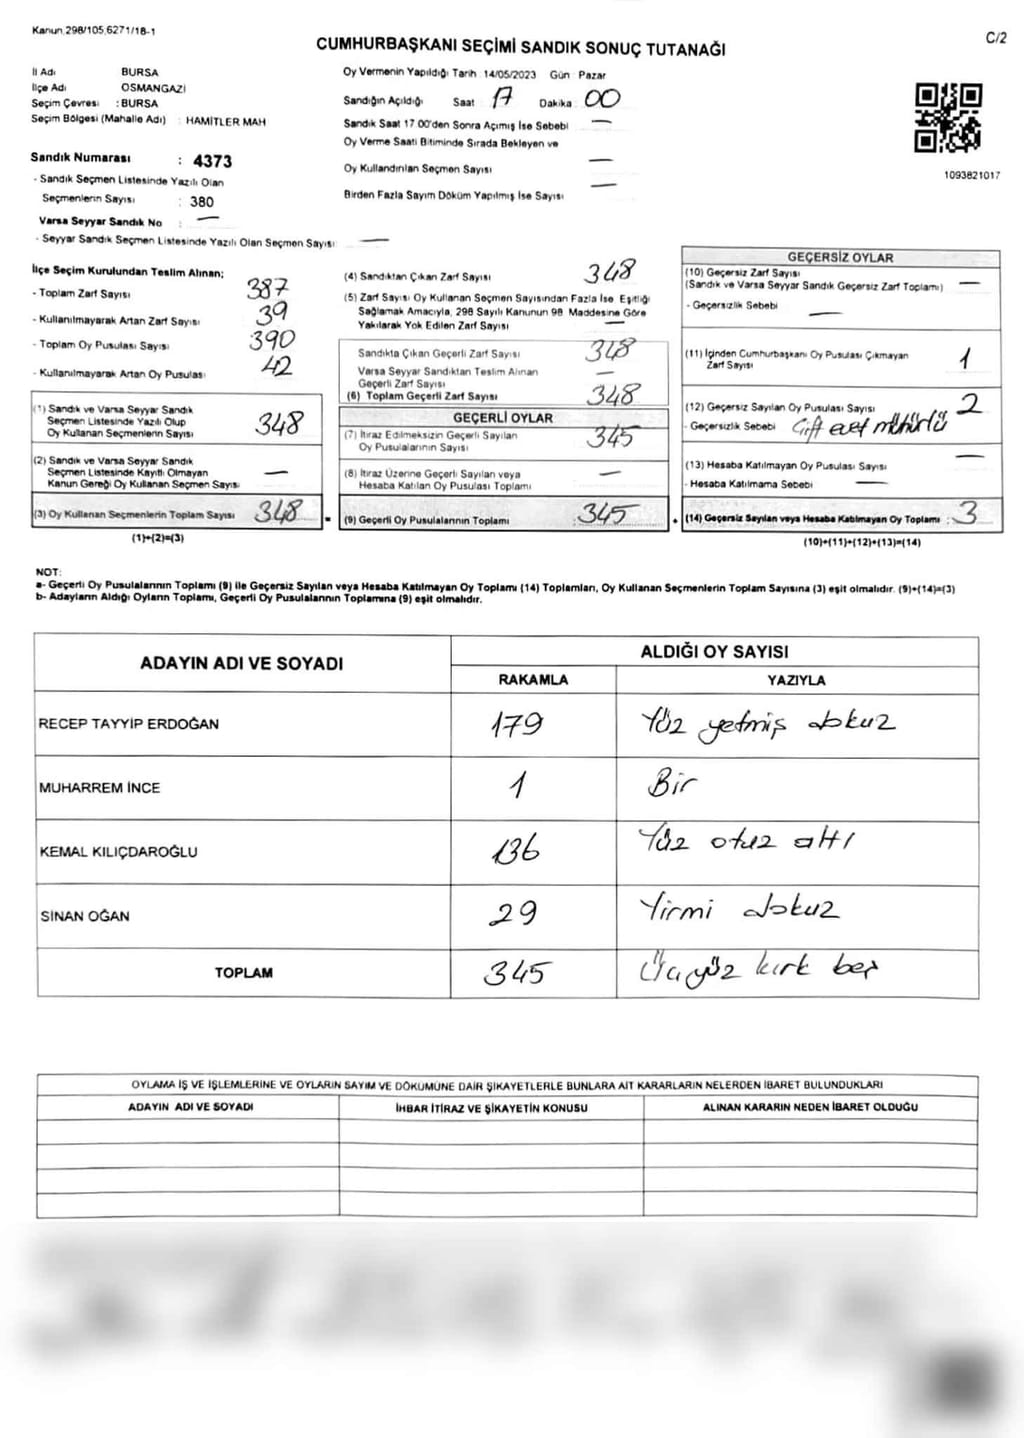 Kanun 298/105,6271/18-1
C/2
CUMHURBAŞKANI SEÇİMİ SANDIK SONUÇ TUTANAĞI
İl Adı BURSA
İlçe Adı OSMANGAZİ
Seçim Çevresi : BURSA
Seçim Bölgesi (Mahalle Adı) : HAMİTLER MAH
Sandık Numarası : 4373
- Sandık Seçmen Listesinde Yazılı Olan
Seçmenlerin Sayısı : 380
Varsa Seyyar Sandık No : —
- Seyyar Sandık Seçmen Listesinde Yazılı Olan Seçmen Sayısı: —
Oy Vermenin Yapıldığı Tarih 14/05/2023 Gün Pazar
Sandığın Açıldığı Saat 17 Dakika 00
Sandık Saat 17 00'den Sonra Açımış İse Sebebi —
Oy Verme Saati Bitiminde Sırada Bekleyen ve
Oy Kullandırılan Seçmen Sayısı —
Birden Fazla Sayım Döküm Yapılmış İse Sayısı —
1093821017
İlçe Seçim Kurulundan Teslim Alınan;
- Toplam Zarf Sayısı 387
- Kullanılmayarak Artan Zarf Sayısı 39
- Toplam Oy Pusulası Sayısı 390
- Kullanılmayarak Artan Oy Pusulası 42
(1) Sandık ve Varsa Seyyar Sandık
Seçmen Listesinde Yazılı Olup
Oy Kullanan Seçmenlerin Sayısı 348
(2) Sandık ve Varsa Seyyar Sandık
Seçmen Listesinde Kayıtlı Olmayan
Kanun Gereği Oy Kullanan Seçmen Sayısı —
(3) Oy Kullanan Seçmenlerin Toplam Sayısı 348
(1)+(2)=(3)
(4) Sandıktan Çıkan Zarf Sayısı 348
(5) Zarf Sayısı Oy Kullanan Seçmen Sayısından Fazla İse Eşitliği
Sağlamak Amacıyla, 298 Sayılı Kanunun 98 Maddesine Göre
Yakılarak Yok Edilen Zarf Sayısı —
Sandıkta Çıkan Geçerli Zarf Sayısı 348
Varsa Seyyar Sandıktan Teslim Alınan
Geçerli Zarf Sayısı —
(6) Toplam Geçerli Zarf Sayısı 348
GEÇERLİ OYLAR
(7) İtiraz Edilmeksizin Geçerli Sayılan
Oy Pusulalarının Sayısı 345
(8) İtiraz Üzerine Geçerli Sayılan veya
Hesaba Katılan Oy Pusulası Toplamı —
(9) Geçerli Oy Pusulalarının Toplamı : 345
GEÇERSİZ OYLAR
(10) Geçersiz Zarf Sayısı
(Sandık ve Varsa Seyyar Sandık Geçersiz Zarf Toplamı) —
- Geçersizlik Sebebi —
(11) İçinden Cumhurbaşkanı Oy Pusulası Çıkmayan
Zarf Sayısı 1
(12) Geçersiz Sayılan Oy Pusulası Sayısı 2
- Geçersizlik Sebebi Çift evet mühürlü
(13) Hesaba Katılmayan Oy Pusulası Sayısı —
- Hesaba Katılmama Sebebi —
(14) Geçersiz Sayılan veya Hesaba Katılmayan Oy Toplamı : 3
(10)+(11)+(12)+(13)=(14)
NOT:
a- Geçerli Oy Pusulalarının Toplamı (9) ile Geçersiz Sayılan veya Hesaba Katılmayan Oy Toplamı (14) Toplamları, Oy Kullanan Seçmenlerin Toplam Sayısına (3) eşit olmalıdır. (9)+(14)=(3)
b- Adayların Aldığı Oyların Toplamı, Geçerli Oy Pusulalarının Toplamına (9) eşit olmalıdır.
ADAYIN ADI VE SOYADI ALDIĞI OY SAYISI
RAKAMLA YAZIYLA
RECEP TAYYİP ERDOĞAN 179 Yüz yetmiş dokuz
MUHARREM İNCE 1 Bir
KEMAL KILIÇDAROĞLU 136 Yüz otuz altı
SİNAN OĞAN 29 Yirmi dokuz
TOPLAM 345 Üçyüz kırk beş
OYLAMA İŞ VE İŞLEMLERİNE VE OYLARIN SAYIM VE DÖKÜMÜNE DAİR ŞİKAYETLERLE BUNLARA AİT KARARLARIN NELERDEN İBARET BULUNDUKLARI
ADAYIN ADI VE SOYADI İHBAR İTİRAZ VE ŞİKAYETİN KONUSU ALINAN KARARIN NEDEN İBARET OLDUĞU